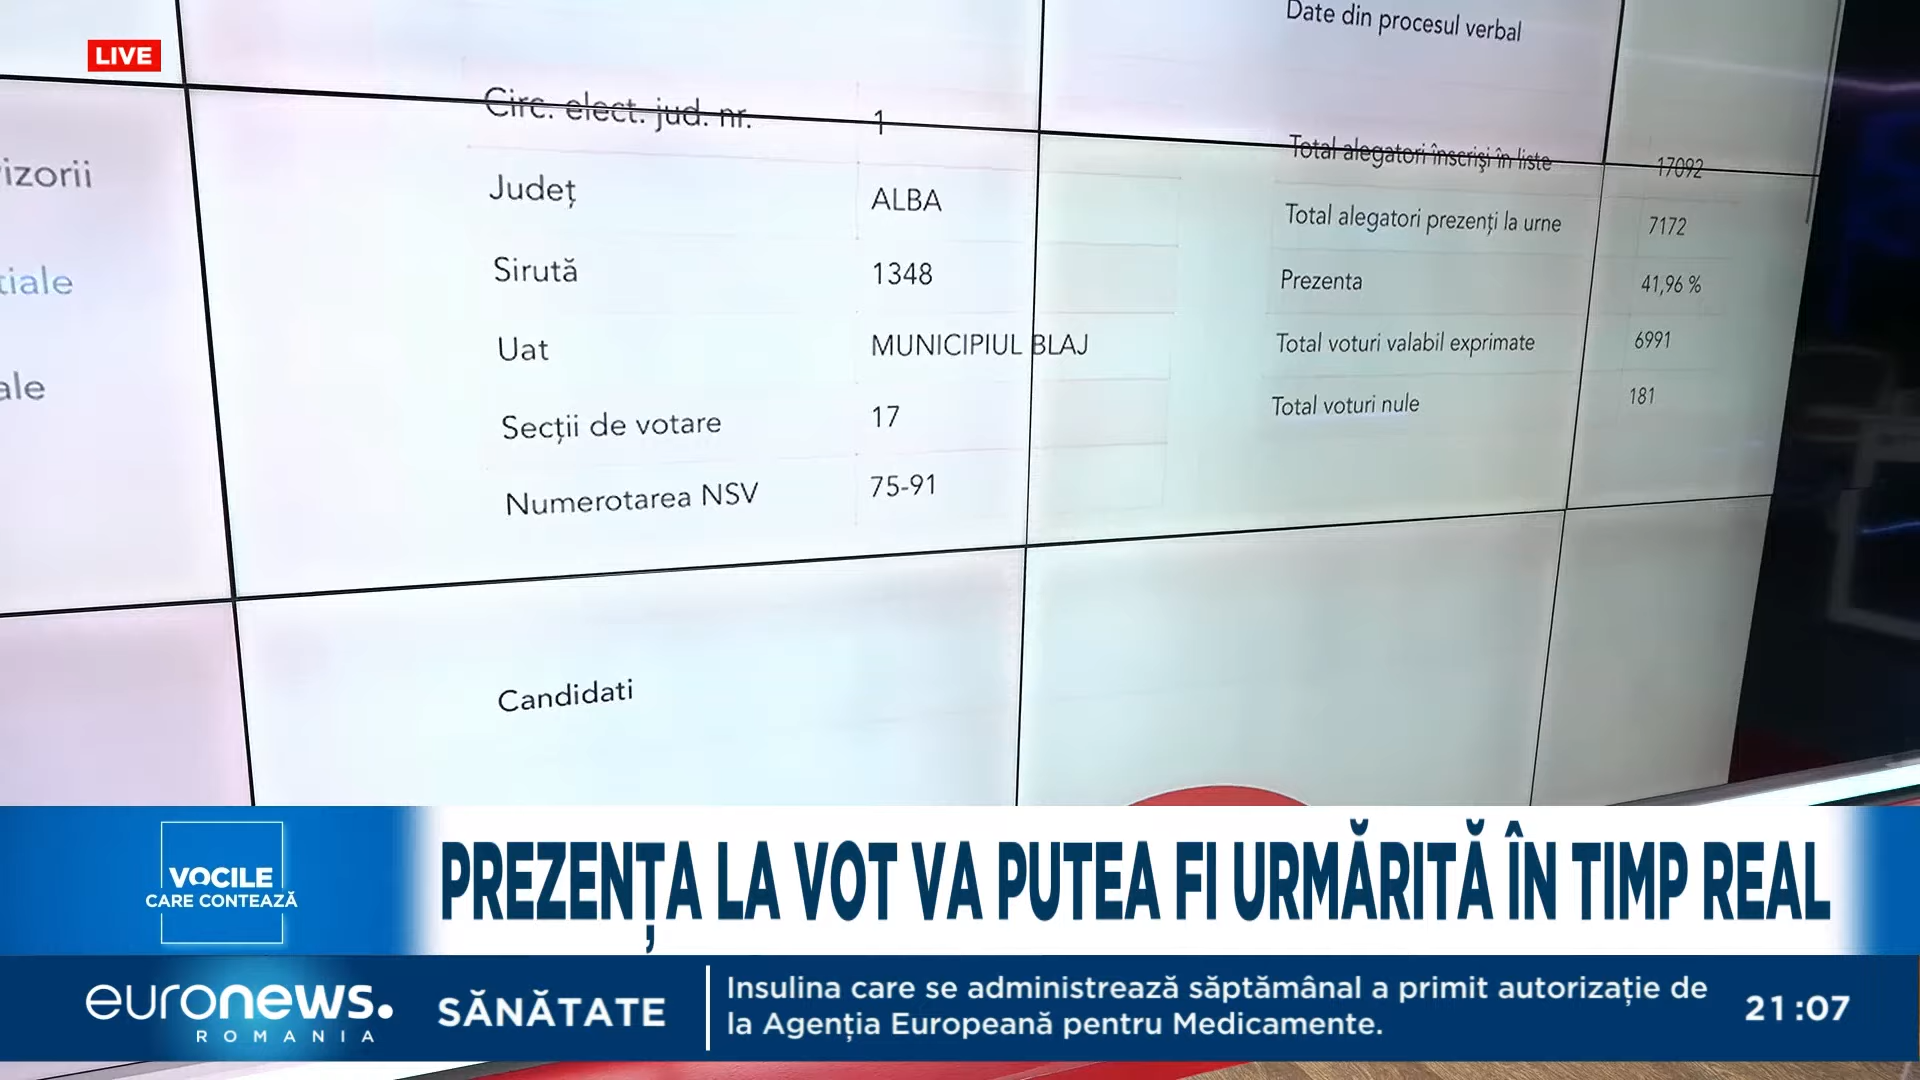 LIVE
Date din procesul verbal
Circ. elect. jud. nr. 1
Total alegatori înscriși în liste 17092
Județ ALBA
Total alegatori prezenți la urne 7172
Sirută 1348
Prezenta 41,96 %
Uat MUNICIPIUL BLAJ
Total voturi valabil exprimate 6991
Secții de votare 17
Total voturi nule 181
Numerotarea NSV 75-91
izorii
țiale
ale
Candidati
VOCILE
CARE CONTEAZĂ
PREZENȚA LA VOT VA PUTEA FI URMĂRITĂ ÎN TIMP REAL
euronews.
ROMANIA
SĂNĂTATE
Insulina care se administrează săptămânal a primit autorizație de
la Agenția Europeană pentru Medicamente.
21:07